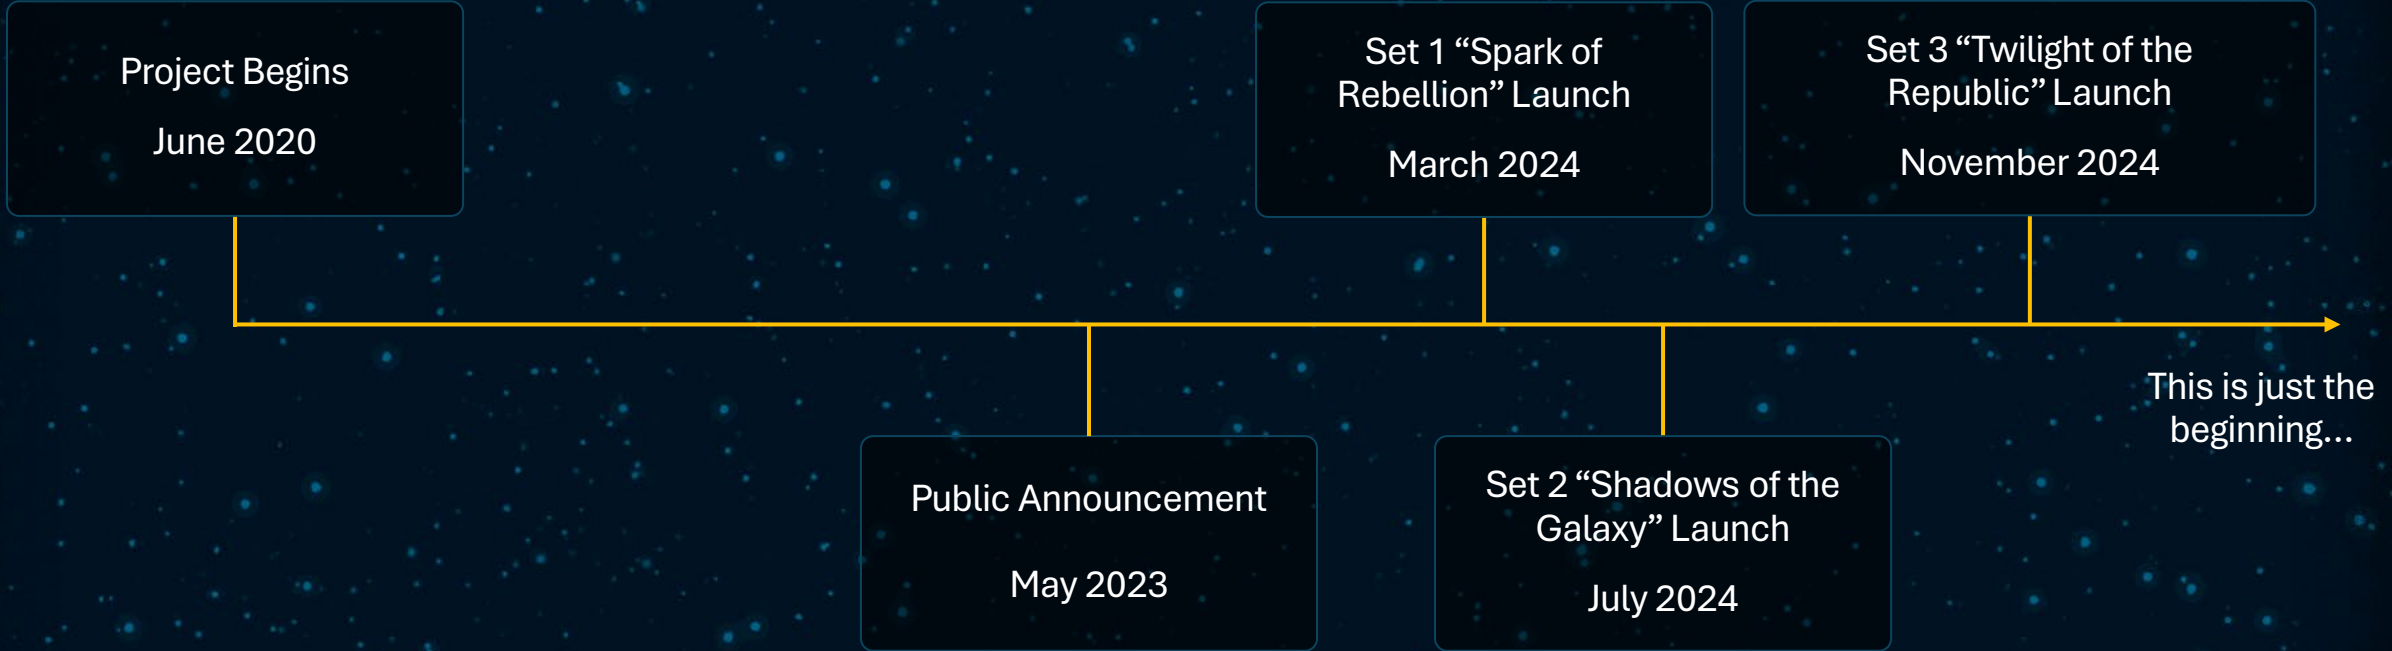 Project Begins
June 2020
Public Announcement
May 2023
Set 1 “Spark of
Rebellion” Launch
March 2024
Set 2 “Shadows of the
Galaxy” Launch
July 2024
Set 3 “Twilight of the
Republic” Launch
November 2024
This is just the
beginning…